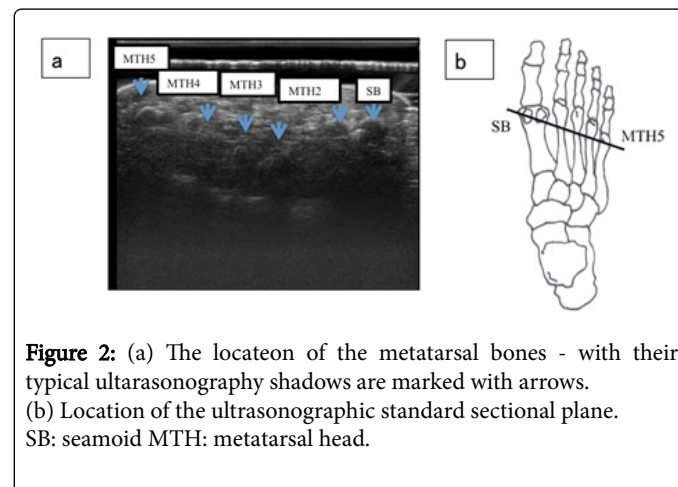 a
b
MTH5
MTH4
MTH3
MTH2
SB
SB
MTH5
Figure 2: (a) The locateon of the metatarsal bones - with their
typical ultarasonography shadows are marked with arrows.
(b) Location of the ultrasonographic standard sectional plane.
SB: seamoid MTH: metatarsal head.